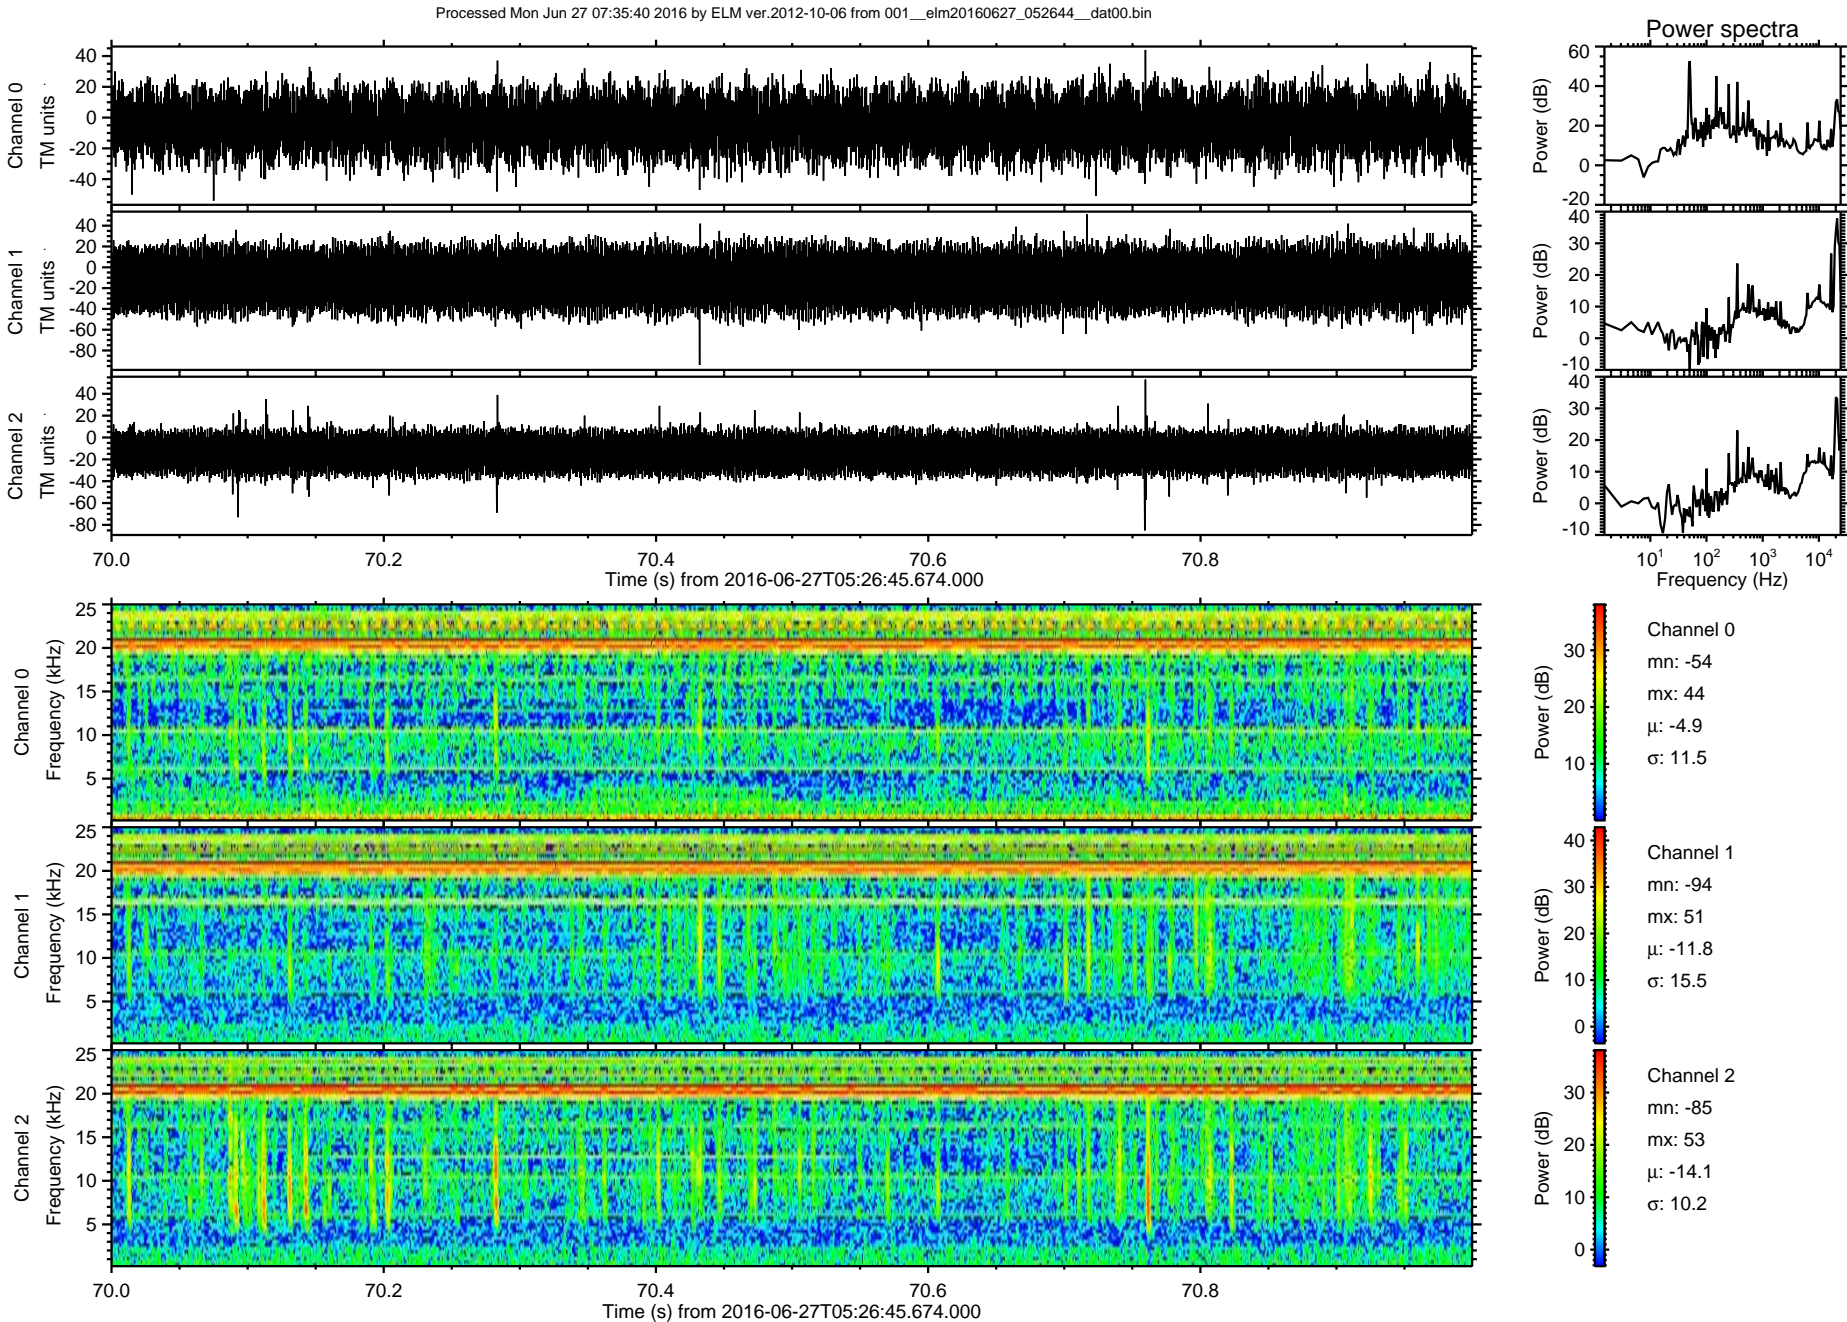 Processed Mon Jun 27 07:35:40 2016 by ELM ver.2012-10-06 from 001__elm20160627_052644__dat00.bin
Power spectra
Channel 0
TM units
40
20
0
-20
-40
Power (dB)
60
40
20
0
-20
Channel 1
TM units
40
20
0
-20
-40
-60
-80
Power (dB)
40
30
20
10
0
-10
Channel 2
TM units
40
20
0
-20
-40
-60
-80
Power (dB)
40
30
20
10
0
-10
70.0 70.2 70.4 70.6 70.8
Time (s) from 2016-06-27T05:26:45.674.000
10¹ 10² 10³ 10⁴
Frequency (Hz)
Channel 0
Frequency (kHz)
25
20
15
10
5
Power (dB)
30
20
10
Channel 0
mn: -54
mx: 44
μ: -4.9
σ: 11.5
Channel 1
Frequency (kHz)
25
20
15
10
5
Power (dB)
40
30
20
10
0
Channel 1
mn: -94
mx: 51
μ: -11.8
σ: 15.5
Channel 2
Frequency (kHz)
25
20
15
10
5
Power (dB)
30
20
10
0
Channel 2
mn: -85
mx: 53
μ: -14.1
σ: 10.2
70.0 70.2 70.4 70.6 70.8
Time (s) from 2016-06-27T05:26:45.674.000